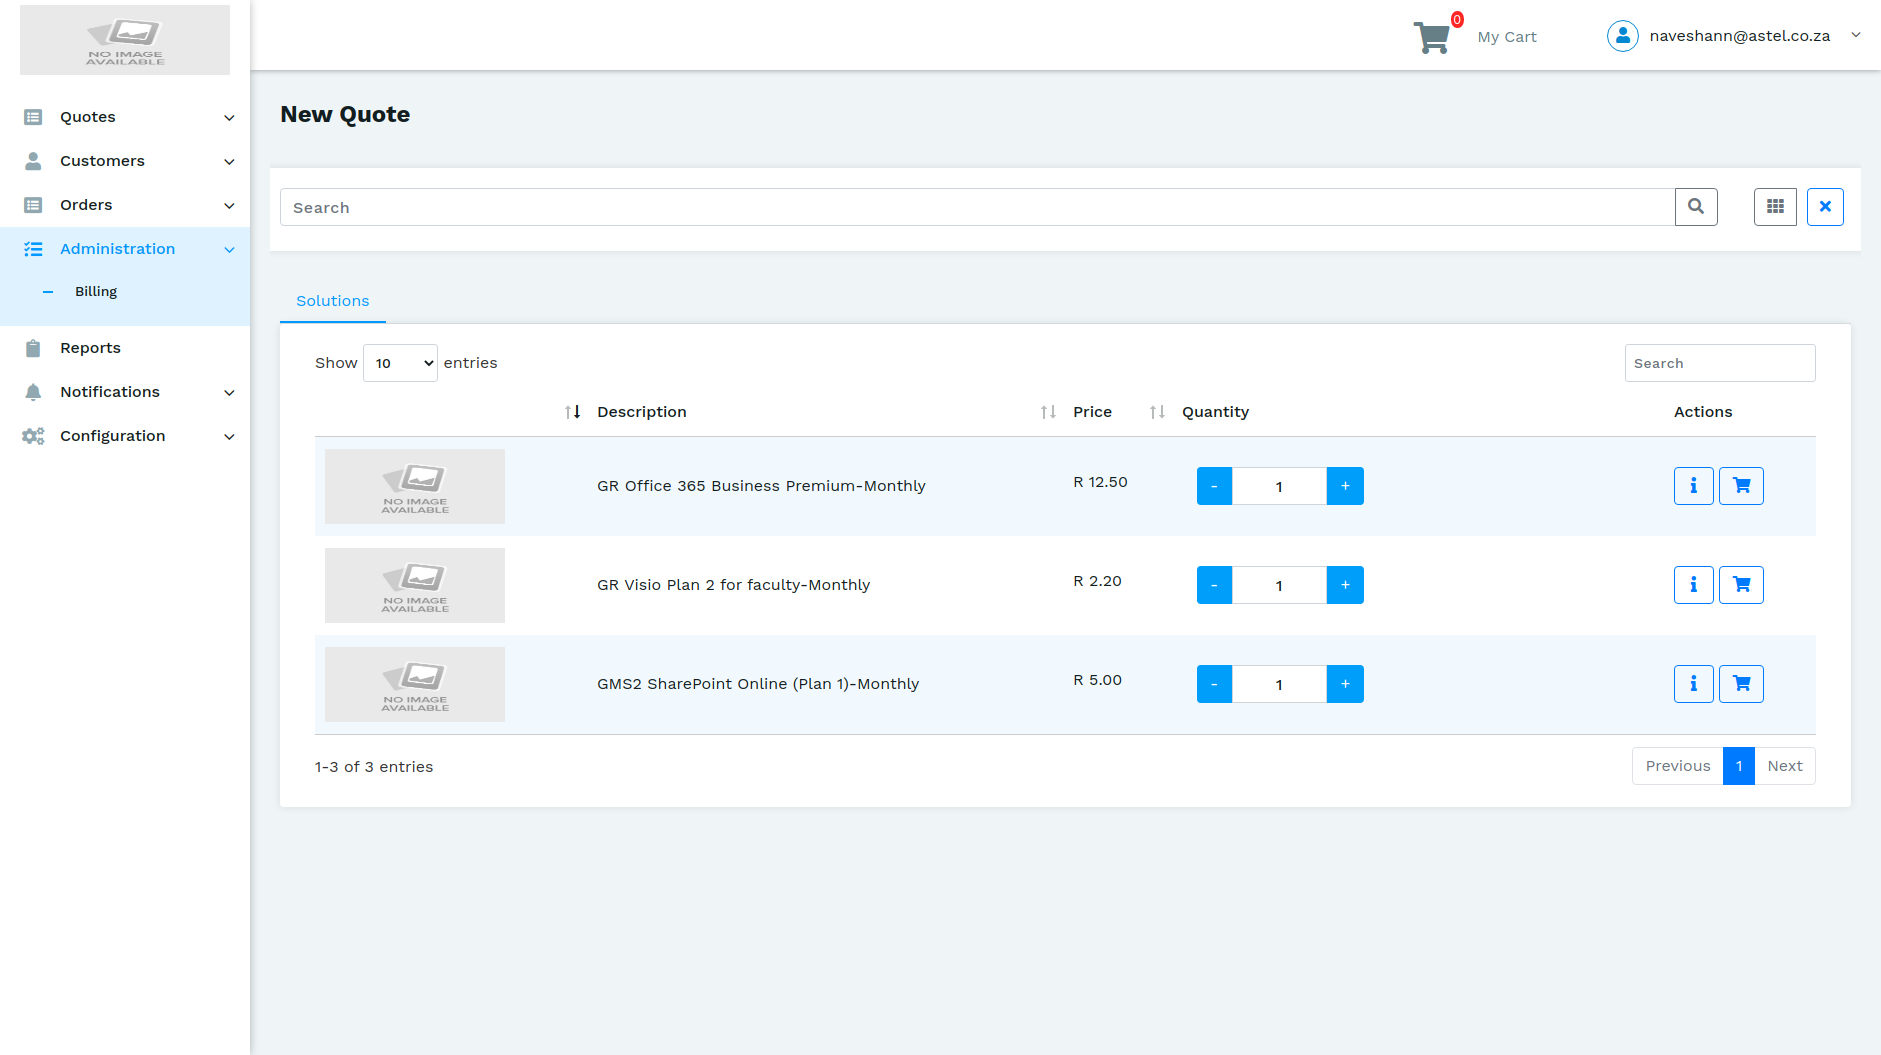 NO IMAGE
AVAILABLE
0
My Cart
naveshann@astel.co.za
Quotes
Customers
Orders
Administration
Billing
Reports
Notifications
Configuration
New Quote
Search
Solutions
Show 10 entries
Search
Description Price Quantity Actions
NO IMAGE
AVAILABLE
GR Office 365 Business Premium-Monthly R 12.50 - 1 +
NO IMAGE
AVAILABLE
GR Visio Plan 2 for faculty-Monthly R 2.20 - 1 +
NO IMAGE
AVAILABLE
GMS2 SharePoint Online (Plan 1)-Monthly R 5.00 - 1 +
1-3 of 3 entries
Previous 1 Next